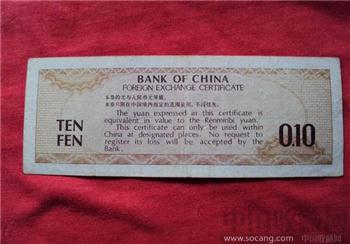 BANK OF CHINA
FOREIGN EXCHANGE CERTIFICATE
本券的元与人民币元等值。
本券只限在中国境内指定的范围使用，不得挂失。
The yuan expressed in this certificate is
equivalent in value to the Renminbi yuan.
This certificate can only be used within
China at designated places. No request to
register its loss will be accepted by the
Bank.
TEN
FEN
0.10
www.socang.com